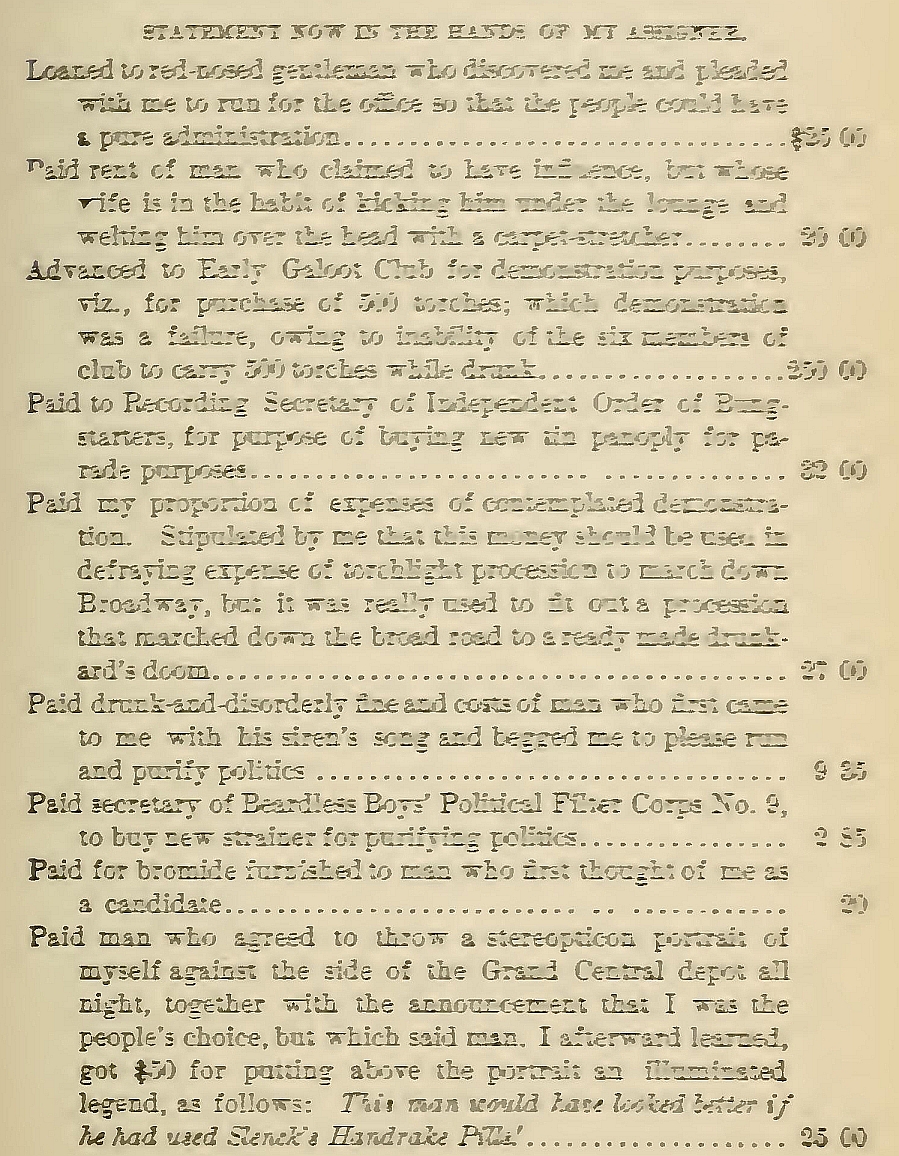 STATEMENT NOW IN THE HANDS OF MY ASSIGNEE.
Loaned to red-nosed gentleman who discovered me and pleaded
with me to run for the office so that the people could have
a pure administration.................................$25 00
Paid rent of man who claimed to have influence, but whose
wife is in the habit of kicking him under the lounge and
welting him over the head with a carpet-stretcher.........
Advanced to Early Galoot Club for demonstration purposes,
viz., for purchase of 500 torches; which demonstration
was a failure, owing to inability of the six members of
club to carry 500 torches while drunk...................250 00
Paid to Recording Secretary of Independent Order of Bung-
starters, for purpose of buying new tin panoply for pa-
rade purposes.......................................... 32 00
Paid my proportion of expenses of contemplated demonstra-
tion. Stipulated by me that this money should be used in
defraying expense of torchlight procession to march down
Broadway, but it was really used to fit out a procession
that marched down the broad road to a ready made drunk-
ard's doom............................................. 27 00
Paid drunk-and-disorderly fine and costs of man who first came
to me with his siren's song and begged me to please run
and purify politics .................................... 9 85
Paid secretary of Beardless Boys' Political Filter Corps No. 9,
to buy new strainer for purifying politics................ 2 85
Paid for bromide furnished to man who first thought of me as
a candidate............................ .. ............. 20
Paid man who agreed to throw a stereopticon portrait of
myself against the side of the Grand Central depot all
night, together with the announcement that I was the
people's choice, but which said man, I afterward learned,
got $50 for putting above the portrait an illuminated
legend, as follows: This man would have looked better if
he had used Pills!.................... 25 00